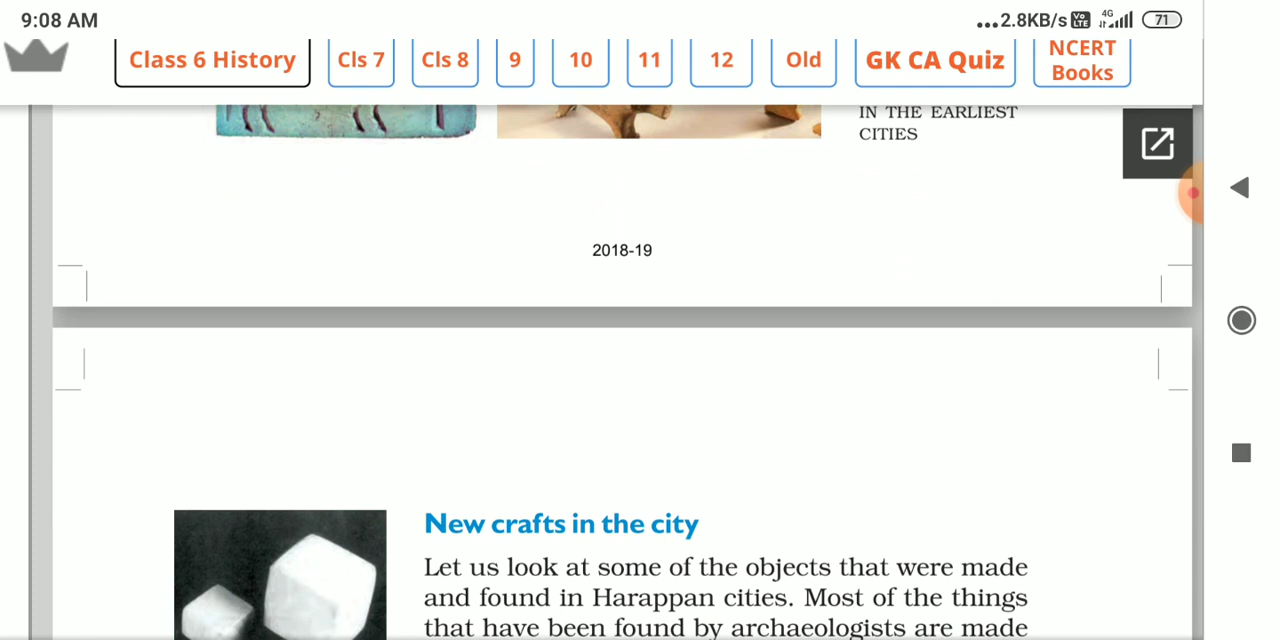 9:08 AM
...2.8KB/s Vo LTE 4G 71
Class 6 History Cls 7 Cls 8 9 10 11 12 Old GK CA Quiz NCERT Books
IN THE EARLIEST
CITIES
2018-19
New crafts in the city
Let us look at some of the objects that were made
and found in Harappan cities. Most of the things
that have been found by archaeologists are made